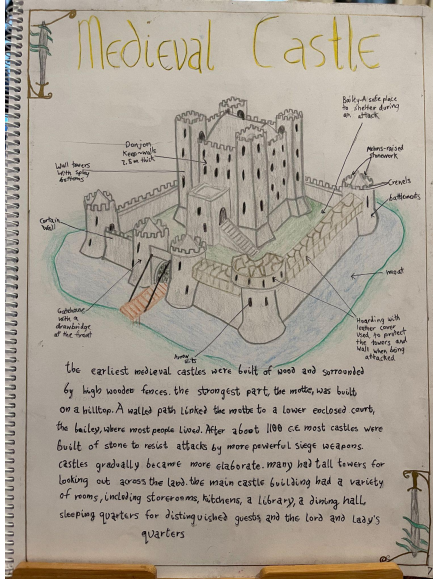 Medieval Castle
Bailey-A safe place
to shelter during
an attack
Donjon
Keep-walls
2.5m thick
Wall towers
with splay
bottoms
Merlons-raised
stonework
Crenels
battlements
Curtain
Wall
moat
Gatehouse
with a
drawbridge
at the front
Arrow
slits
Hoarding with
leather cover
Used to protect
the towers and
wall when being
attacked
the earliest medieval castles were built of wood and surrounded
by high wooden fences. the strongest part, the motte, was built
on a hilltop. A walled path linked the motte to a lower enclosed court,
the bailey, where most people lived. After about 1100 CE most castles were
built of stone to resist attacks by more powerful siege weapons.
castles gradually became more elaborate. many had tall towers for
looking out across the land. the main castle building had a variety
of rooms, including storerooms, kitchens, a library, a dining hall
sleeping quarters for distinguished guests, and the lord and lady's
quarters